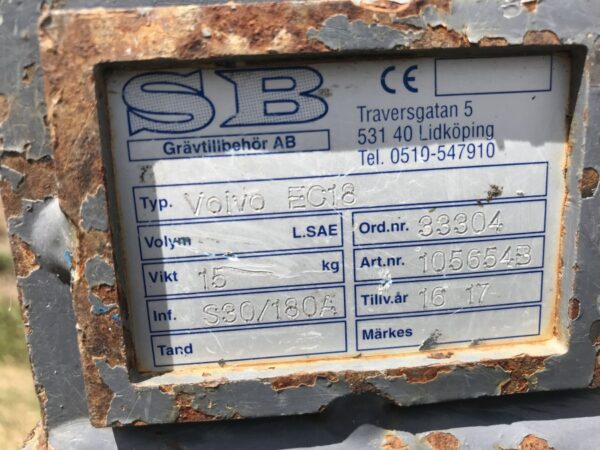 SB
Grävtillbehör AB
CE
Traversgatan 5
531 40 Lidköping
Tel. 0510-547910
Typ. Volvo EC18
Volym L.SAE
Vikt 15 kg
Inf. S30/180A
Tand
Ord.nr. 33304
Art.nr. 105654B
Tillv.år 16 17
Märkes